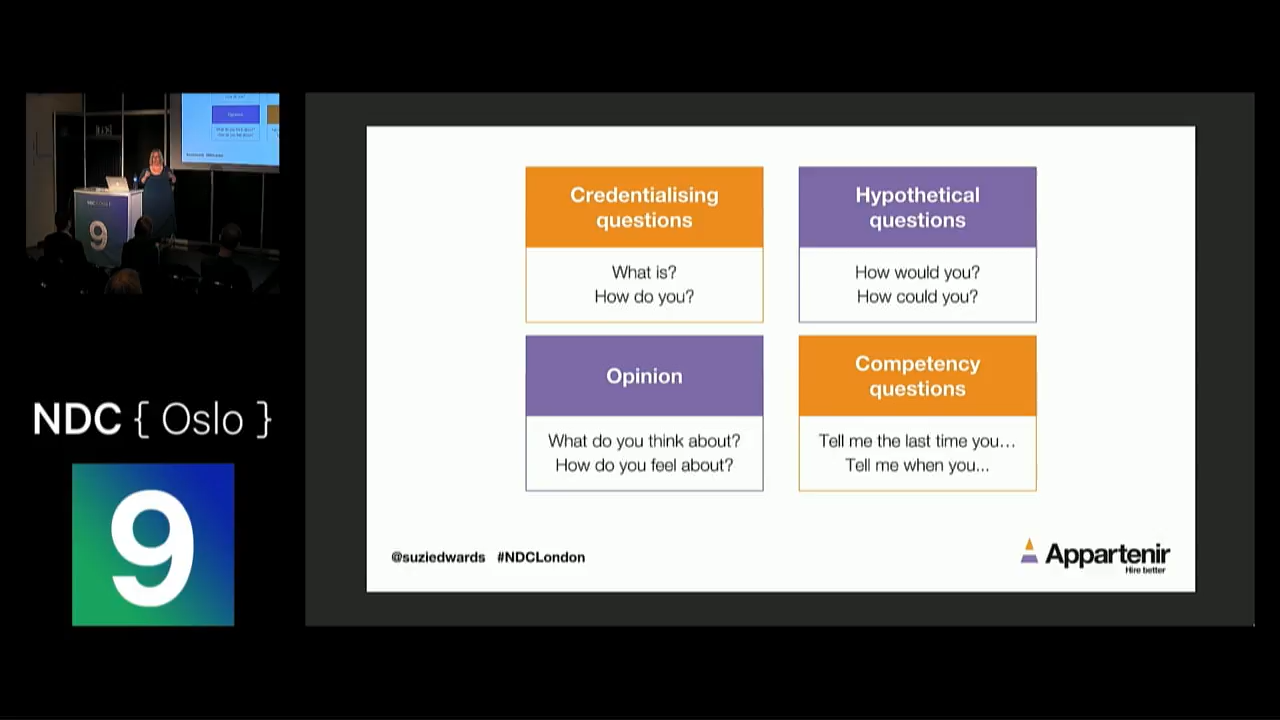 Opinion
NDC { Oslo }
9
9
Credentialising
questions
What is?
How do you?
Hypothetical
questions
How would you?
How could you?
Opinion
What do you think about?
How do you feel about?
Competency
questions
Tell me the last time you...
Tell me when you...
@suziedwards #NDCLondon
Appartenir
Hire better